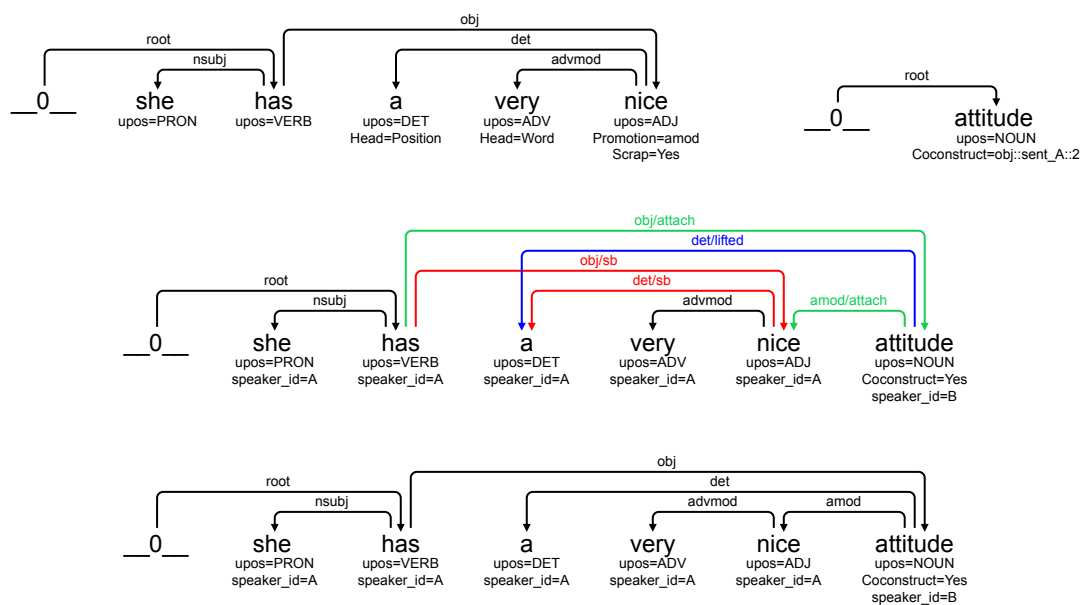 obj
root
det
nsubj
advmod
__0__ she has a very nice
upos=PRON upos=VERB upos=DET upos=ADV upos=ADJ
Head=Position Head=Word Promotion=amod
Scrap=Yes
root
__0__ attitude
upos=NOUN
Coconstruct=obj::sent_A::2
obj/attach
det/lifted
obj/sb
root
det/sb
nsubj advmod amod/attach
__0__ she has a very nice attitude
upos=PRON upos=VERB upos=DET upos=ADV upos=ADJ upos=NOUN
speaker_id=A speaker_id=A speaker_id=A speaker_id=A speaker_id=A Coconstruct=Yes
speaker_id=B
obj
root det
nsubj advmod amod
__0__ she has a very nice attitude
upos=PRON upos=VERB upos=DET upos=ADV upos=ADJ upos=NOUN
speaker_id=A speaker_id=A speaker_id=A speaker_id=A speaker_id=A Coconstruct=Yes
speaker_id=B